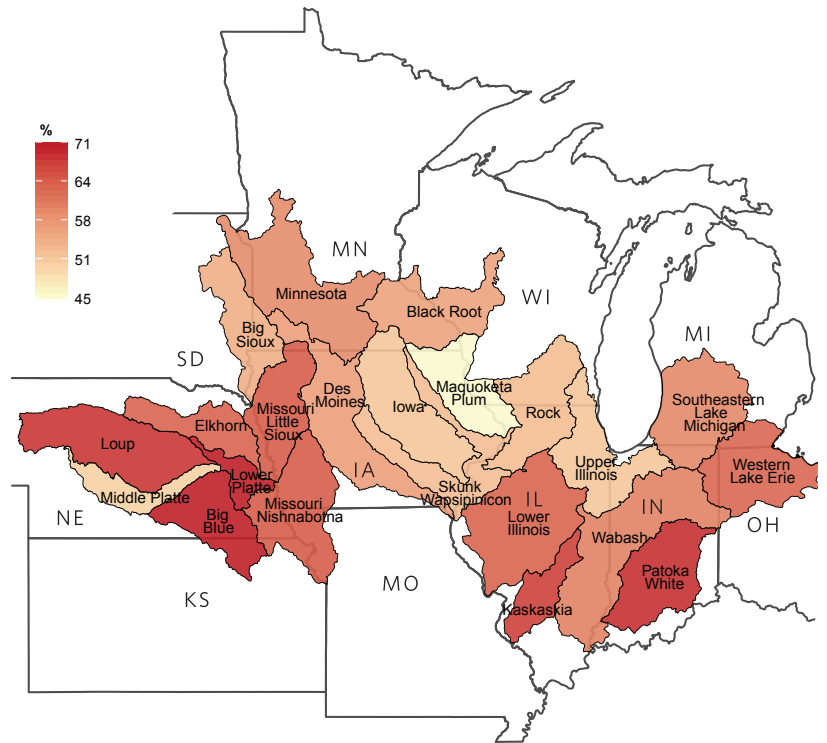 %
71
64
58
51
45
MN
WI
MI
SD
NE
KS
IA
MO
IL
IN
OH
Minnesota
Black Root
Big
Sioux
Maquoketa
Plum
Des
Moines
Iowa
Rock
Missouri
Little
Sioux
Elkhorn
Loup
Lower
Platte
Middle Platte
Big
Blue
Missouri
Nishnabotna
Skunk
Wapsipinicon
Upper
Illinois
Lower
Illinois
Southeastern
Lake
Michigan
Western
Lake Erie
Wabash
Patoka
White
Kaskaskia